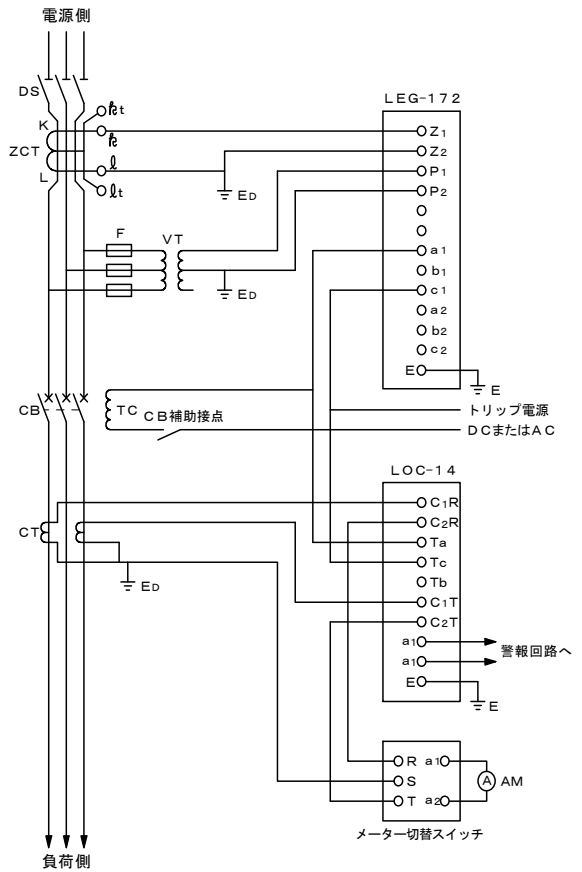 電源側
DS
kt
LEG-172
K
k
Z1
ZCT
l
Z2
L
P1
lt
ED
P2
F
VT
a1
b1
ED
c1
a2
b2
c2
E
E
CB
TC
CB補助接点
トリップ電源
DCまたはAC
LOC-14
C1R
CT
C2R
Ta
Tc
ED
Tb
C1T
C2T
a1
警報回路へ
a1
E
E
R a1
S
A AM
T a2
メーター切替スイッチ
負荷側